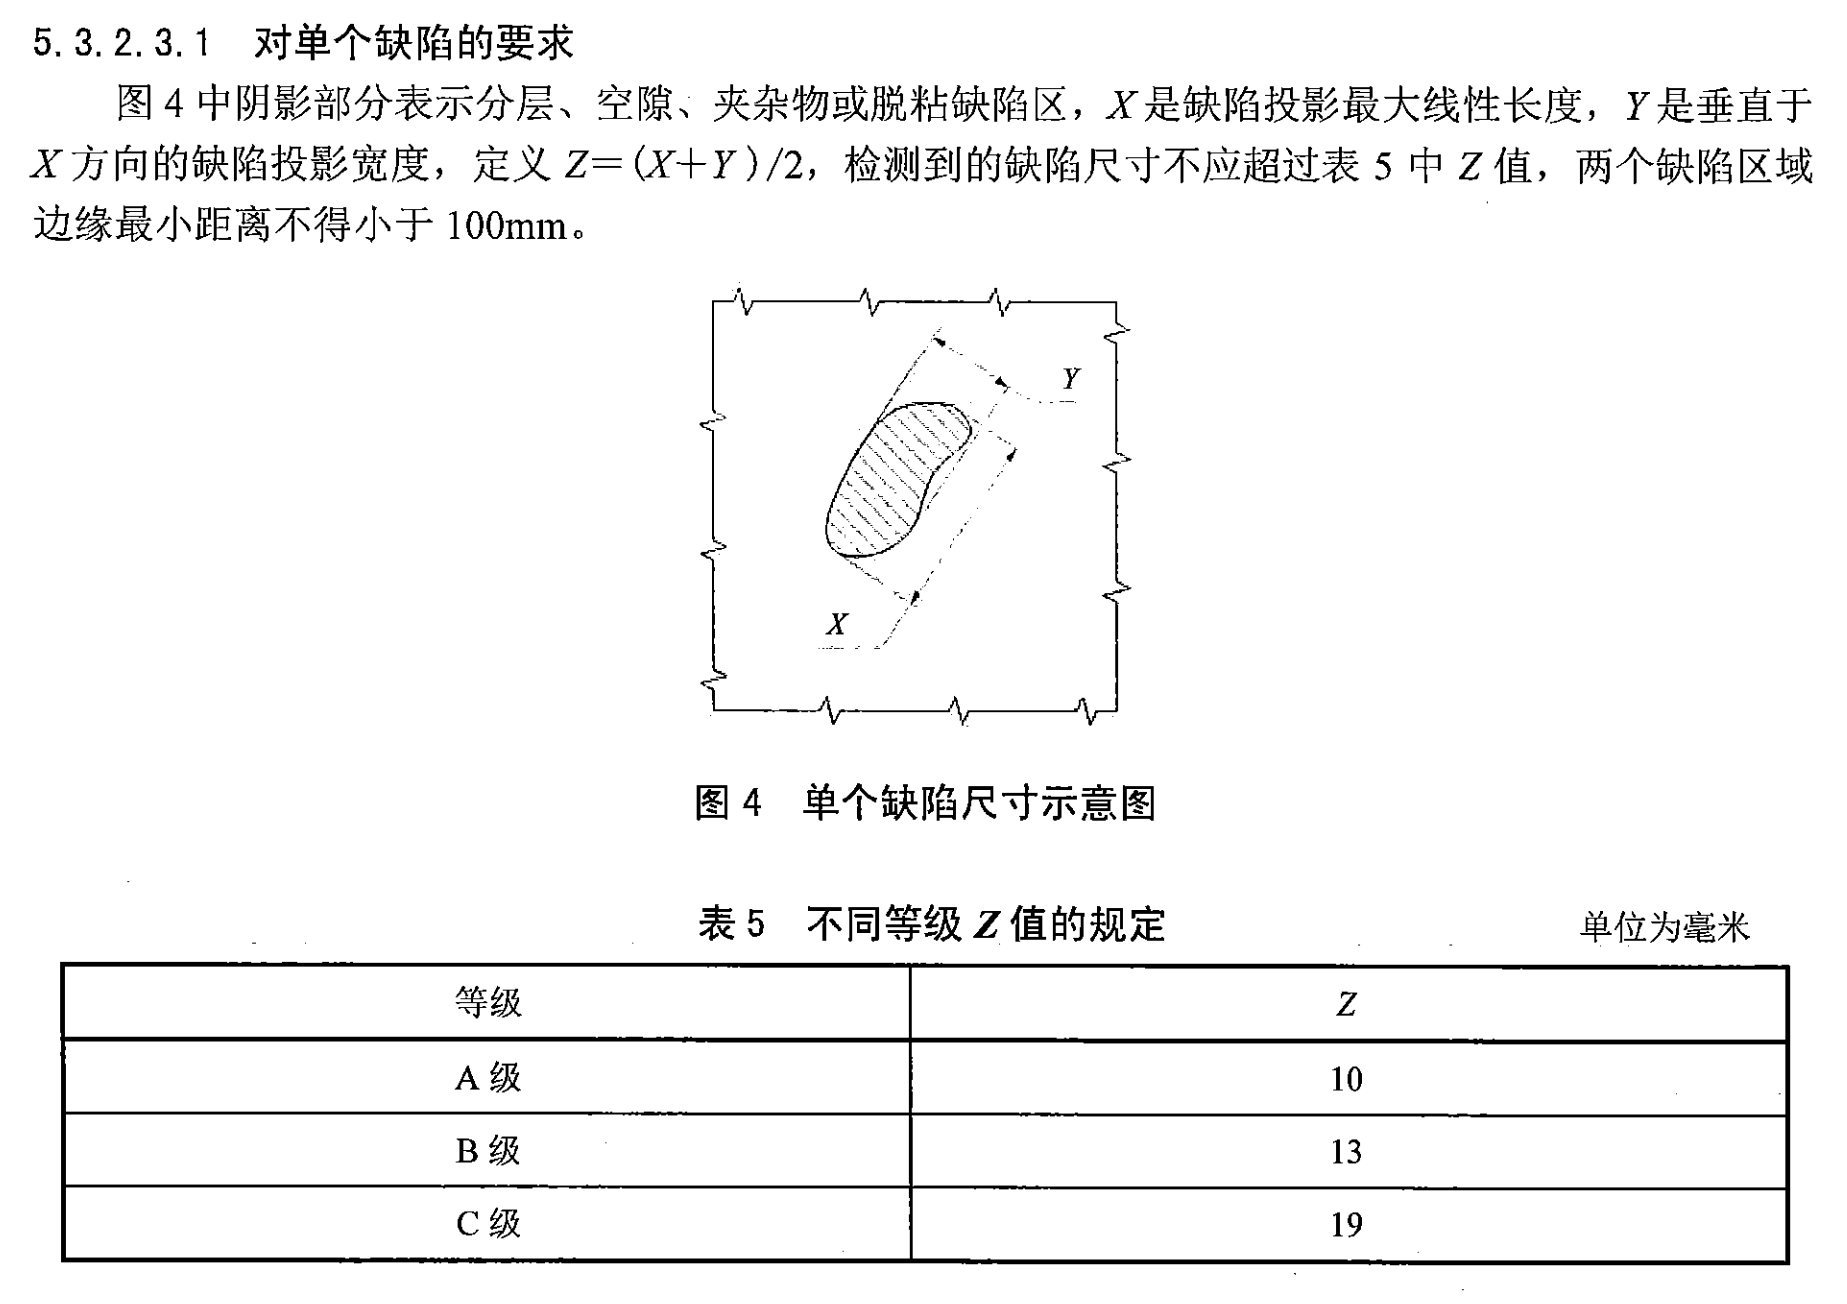 5.3.2.3.1 对单个缺陷的要求
图 4 中阴影部分表示分层、空隙、夹杂物或脱粘缺陷区，X 是缺陷投影最大线性长度，Y 是垂直于
X 方向的缺陷投影宽度，定义 Z=(X+Y)/2，检测到的缺陷尺寸不应超过表 5 中 Z 值，两个缺陷区域
边缘最小距离不得小于 100mm。
Y
X
图 4 单个缺陷尺寸示意图
表 5 不同等级 Z 值的规定 单位为毫米
等级 Z
A 级 10
B 级 13
C 级 19